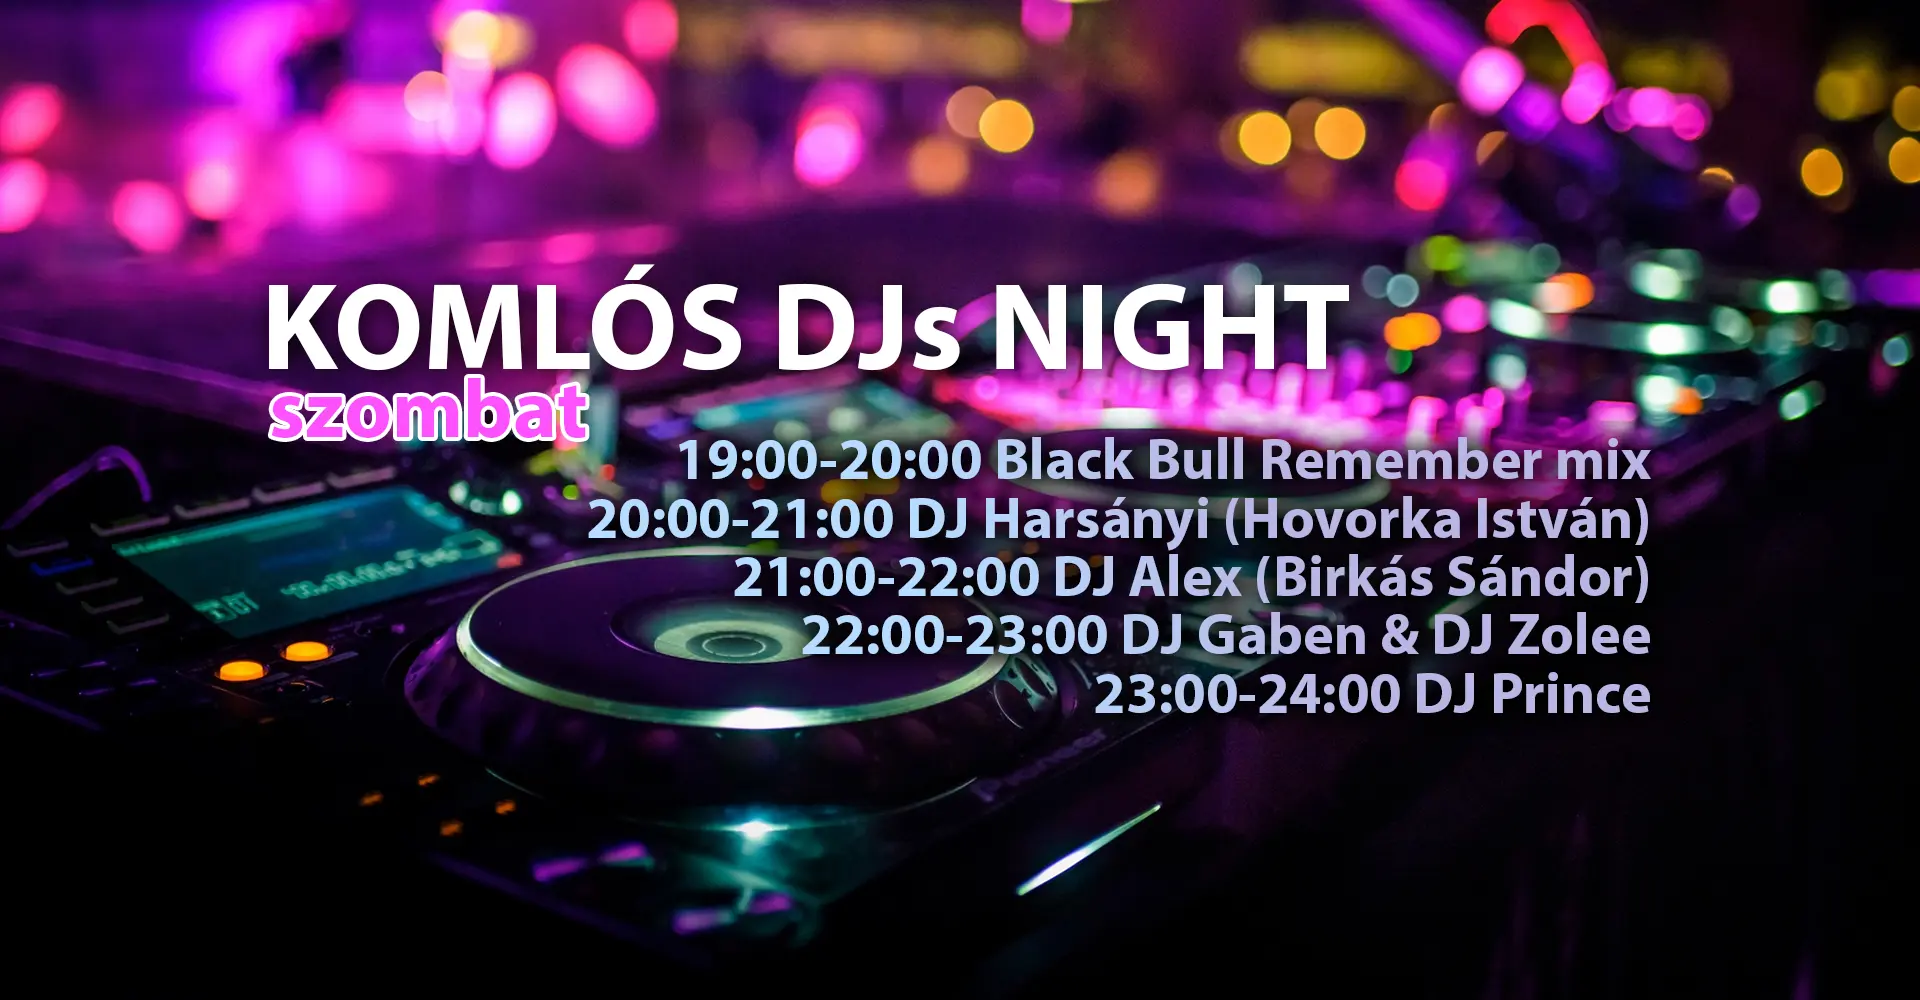 KOMLÓS DJs NIGHT
szombat
19:00-20:00 Black Bull Remember mix
20:00-21:00 DJ Harsányi (Hovorka István)
21:00-22:00 DJ Alex (Birkás Sándor)
22:00-23:00 DJ Gaben & DJ Zolee
23:00-24:00 DJ Prince
Pioneer